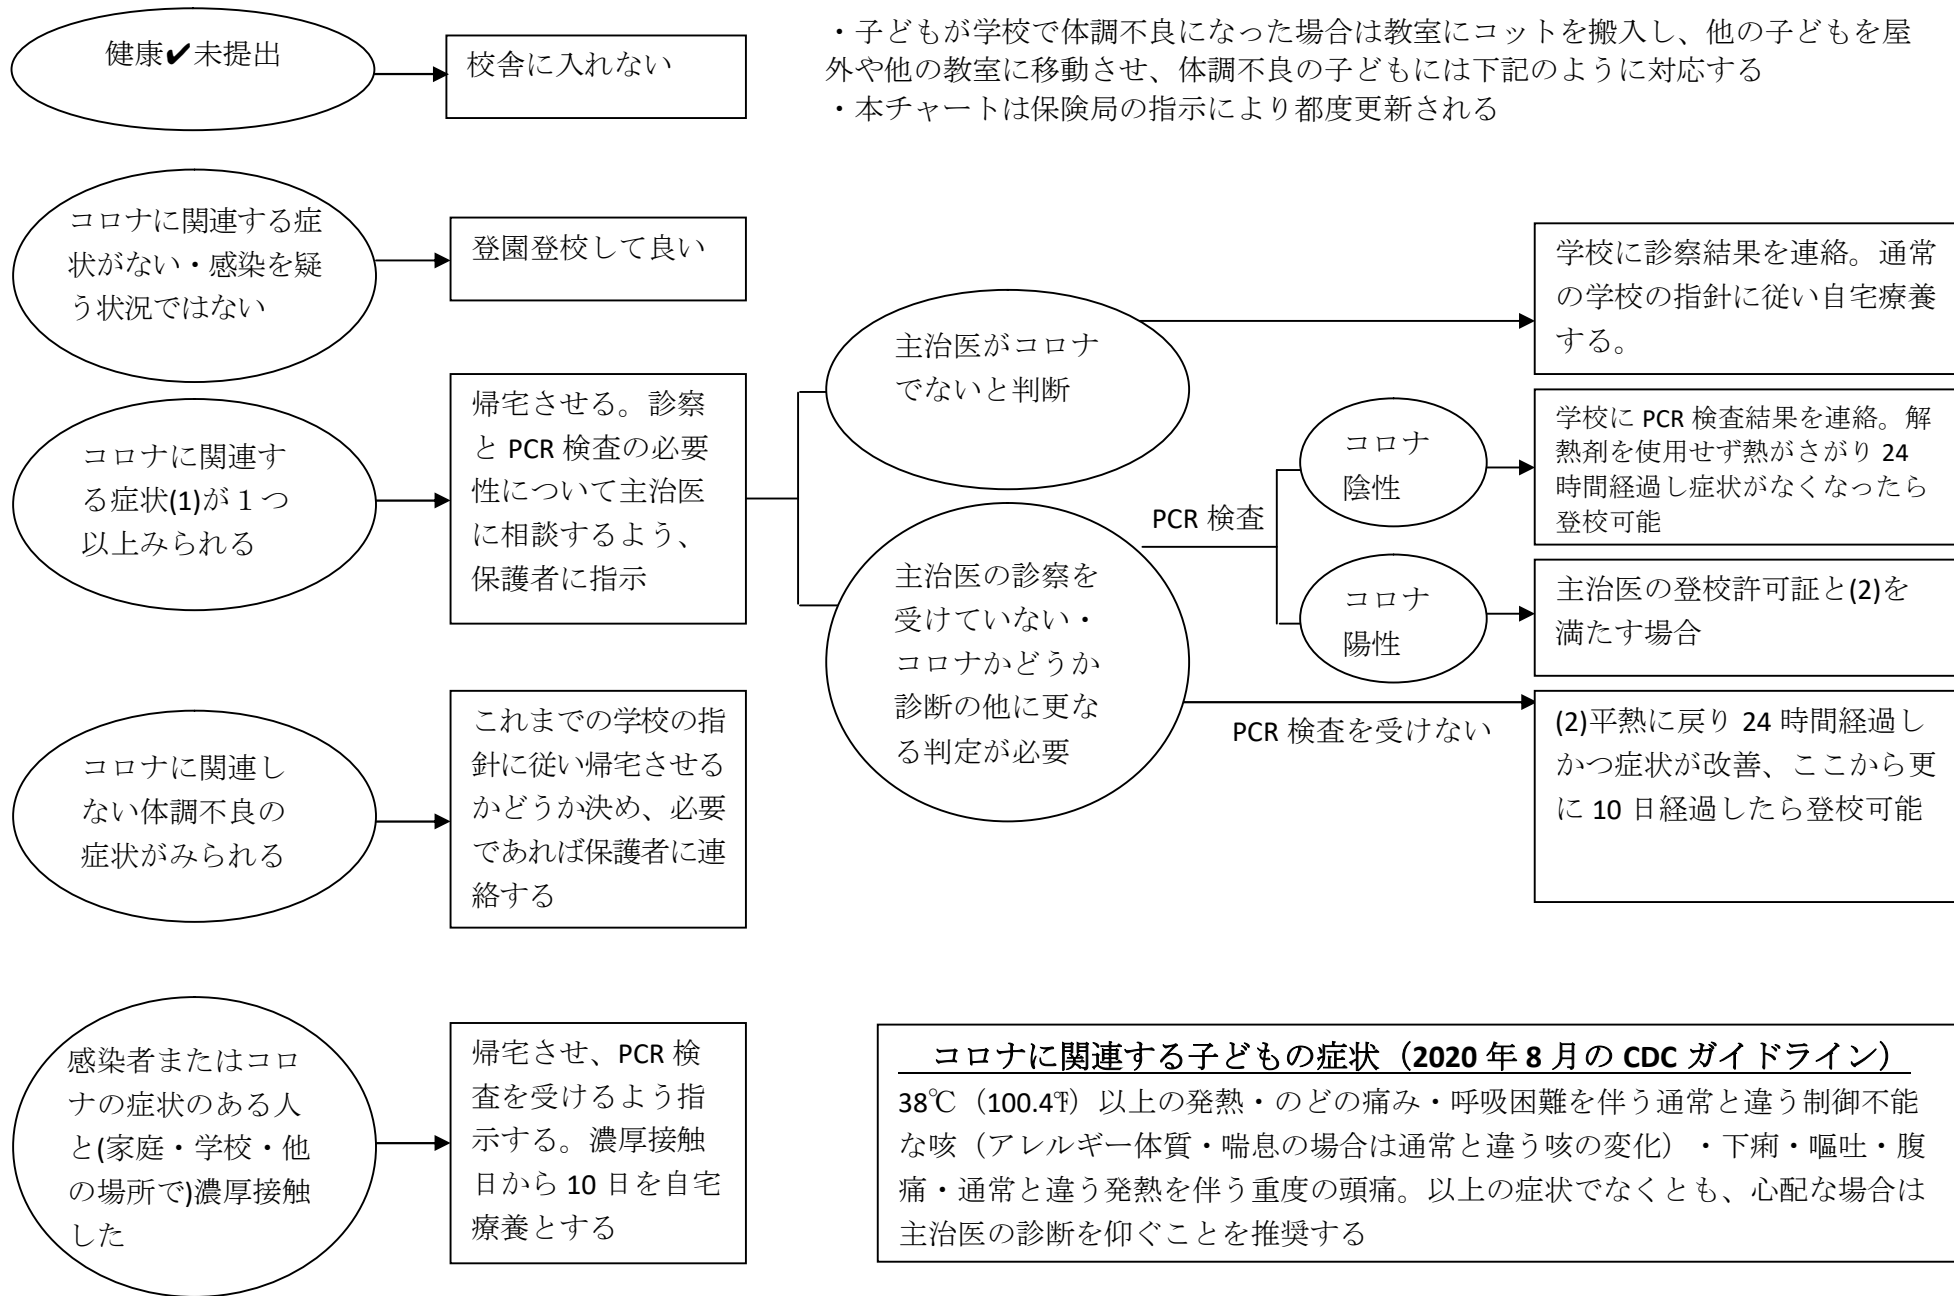 健康✔未提出
校舎に入れない
・子どもが学校で体調不良になった場合は教室にコットを搬入し、他の子どもを屋
外や他の教室に移動させ、体調不良の子どもには下記のように対応する
・本チャートは保険局の指示により都度更新される
コロナに関連する症
状がない・感染を疑
う状況ではない
登園登校して良い
コロナに関連す
る症状(1)が１つ
以上みられる
帰宅させる。診察
と PCR 検査の必要
性について主治医
に相談するよう、
保護者に指示
主治医がコロナ
でないと判断
学校に診察結果を連絡。通常
の学校の指針に従い自宅療養
する。
主治医の診察を
受けていない・
コロナかどうか
診断の他に更な
る判定が必要
PCR 検査
コロナ
陰性
学校に PCR 検査結果を連絡。解
熱剤を使用せず熱がさがり 24
時間経過し症状がなくなったら
登校可能
コロナ
陽性
主治医の登校許可証と(2)を
満たす場合
PCR 検査を受けない
(2)平熱に戻り 24 時間経過し
かつ症状が改善、ここから更
に 10 日経過したら登校可能
コロナに関連し
ない体調不良の
症状がみられる
これまでの学校の指
針に従い帰宅させる
かどうか決め、必要
であれば保護者に連
絡する
感染者またはコロ
ナの症状のある人
と(家庭・学校・他
の場所で)濃厚接触
した
帰宅させ、PCR 検
査を受けるよう指
示する。濃厚接触
日から 10 日を自宅
療養とする
コロナに関連する子どもの症状（2020 年 8 月の CDC ガイドライン）
38℃（100.4℉）以上の発熱・のどの痛み・呼吸困難を伴う通常と違う制御不能
な咳（アレルギー体質・喘息の場合は通常と違う咳の変化）・下痢・嘔吐・腹
痛・通常と違う発熱を伴う重度の頭痛。以上の症状でなくとも、心配な場合は
主治医の診断を仰ぐことを推奨する